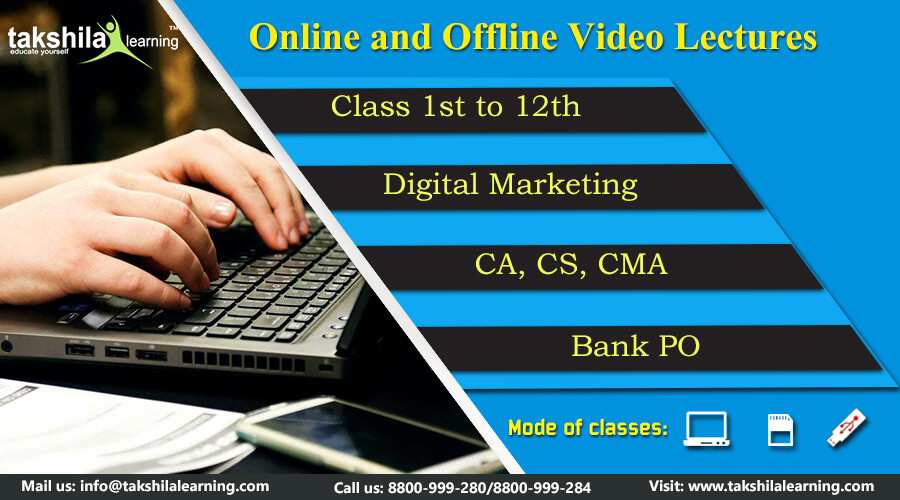 takshila learning™
educate yourself
Online and Offline Video Lectures
Class 1st to 12th
Digital Marketing
CA, CS, CMA
Bank PO
Mode of classes:
Mail us: info@takshilalearning.com Call us: 8800-999-280/8800-999-284 Visit: www.takshilalearning.com